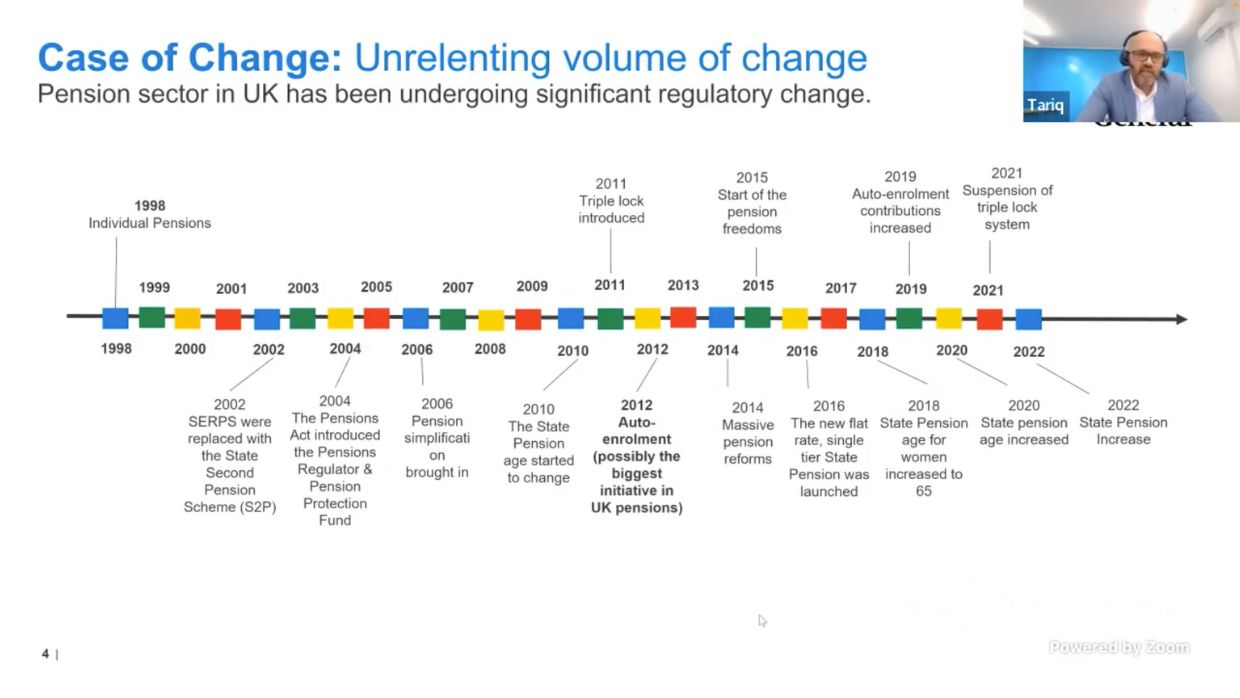 Case of Change: Unrelenting volume of change
Pension sector in UK has been undergoing significant regulatory change.
Tariq
General
1998
Individual Pensions
2011
Triple lock
introduced
2015
Start of the
pension
freedoms
2019
Auto-enrolment
contributions
increased
2021
Suspension of
triple lock
system
1999
2001
2003
2005
2007
2009
2011
2013
2015
2017
2019
2021
1998
2000
2002
2004
2006
2008
2010
2012
2014
2016
2018
2020
2022
2002
SERPS were
replaced with
the State
Second
Pension
Scheme (S2P)
2004
The Pensions
Act introduced
the Pensions
Regulator &
Pension
Protection
Fund
2006
Pension
simplificati
on
brought in
2010
The State
Pension
age started
to change
2012
Auto-
enrolment
(possibly the
biggest
initiative in
UK pensions)
2014
Massive
pension
reforms
2016
The new flat
rate, single
tier State
Pension was
launched
2018
State Pension
age for
women
increased to
65
2020
State pension
age increased
2022
State Pension
Increase
4 |
Powered by Zoom